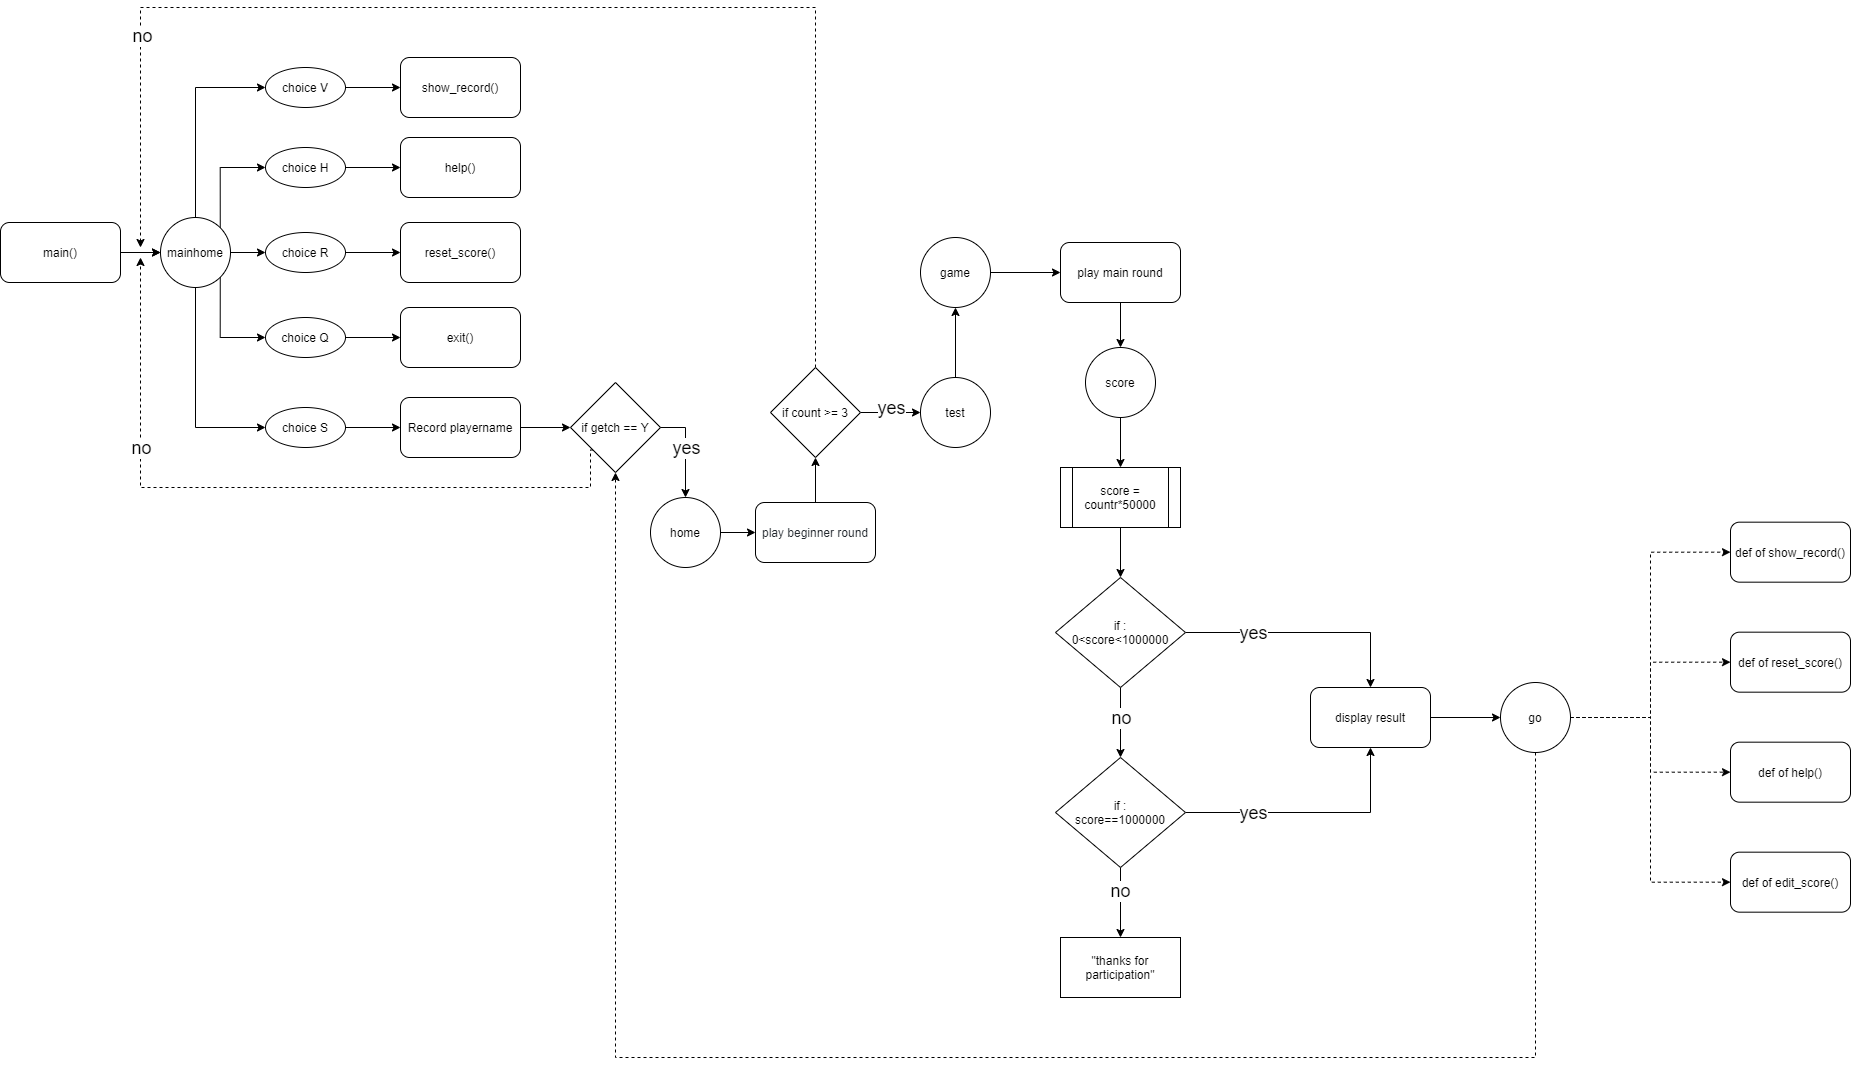 no
choice V
show_record()
choice H
help()
main()
mainhome
choice R
reset_score()
choice Q
exit()
choice S
Record playername
if getch == Y
no
yes
home
play beginner round
if count >= 3
yes
test
game
play main round
score
score =
countr*50000
if :
0<score<1000000
yes
no
if :
score==1000000
yes
no
"thanks for
participation"
display result
go
def of show_record()
def of reset_score()
def of help()
def of edit_score()